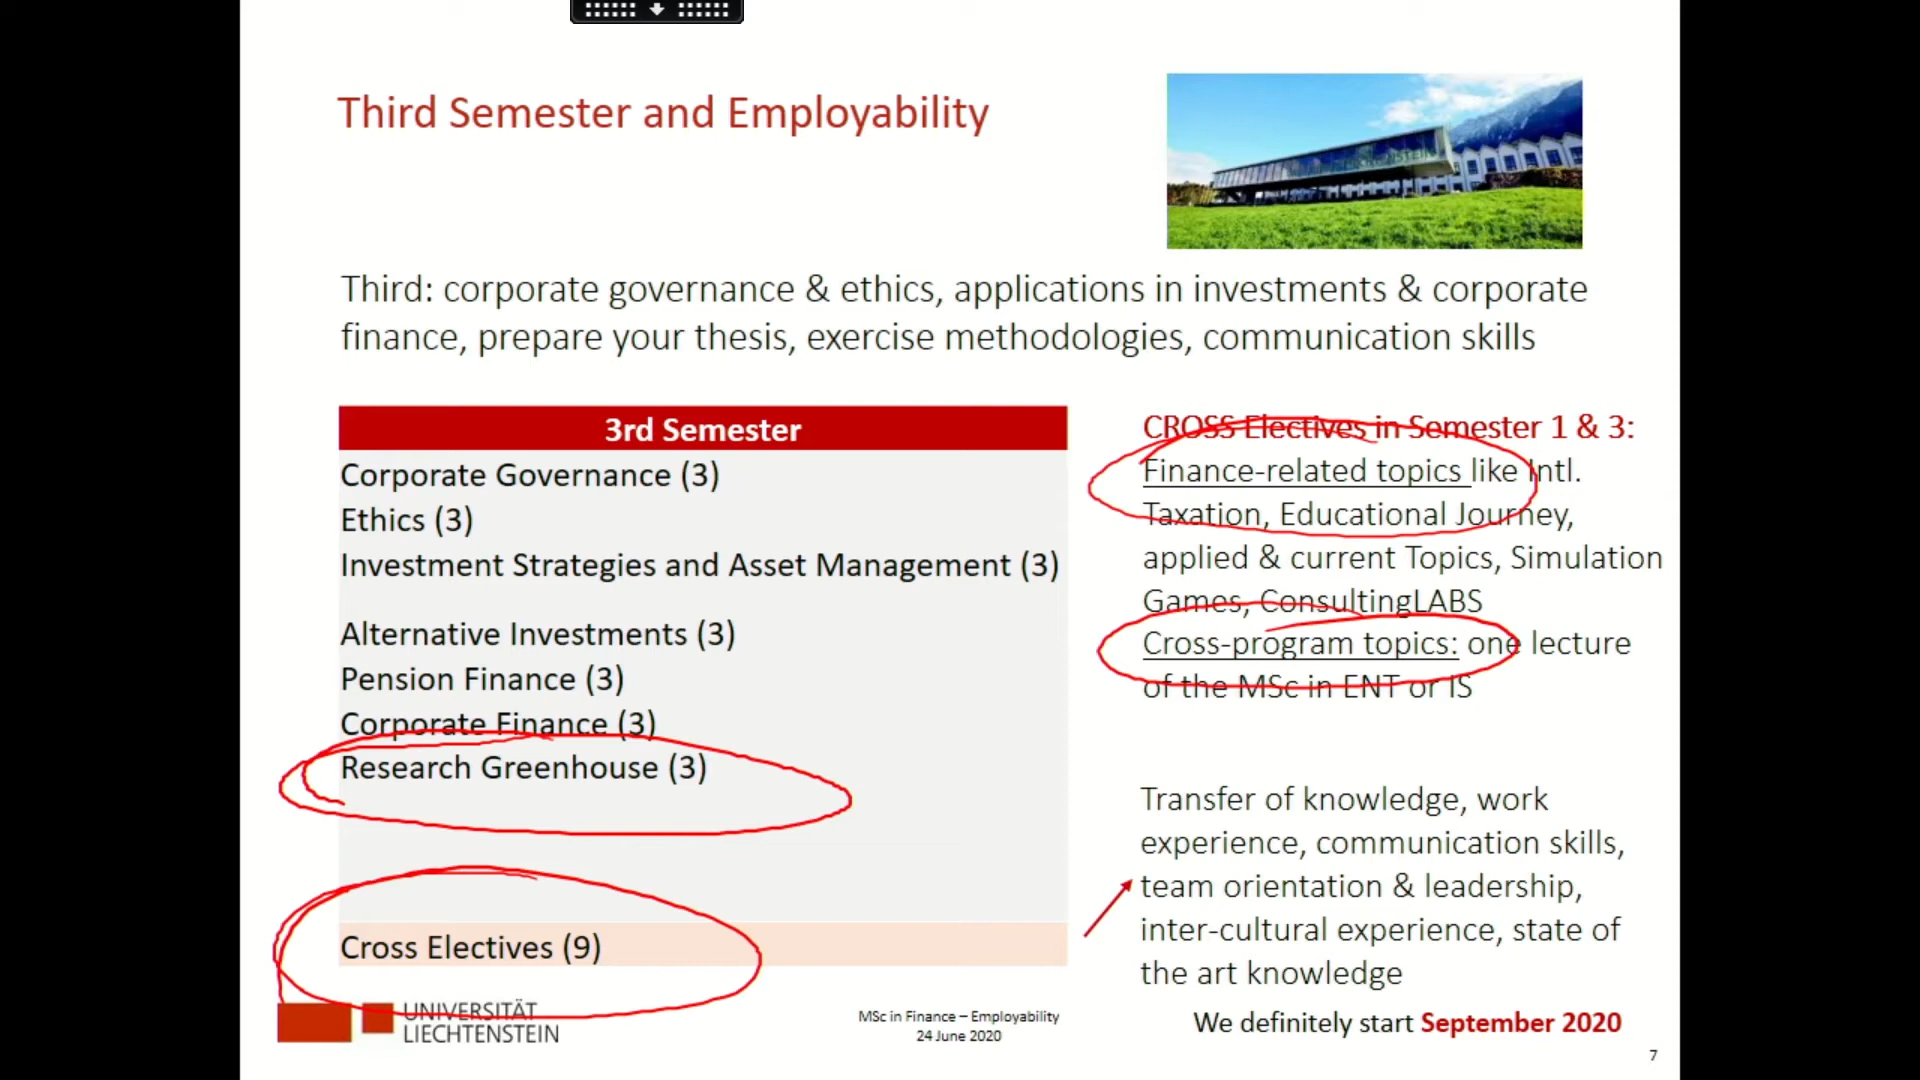 Third Semester and Employability
Third: corporate governance & ethics, applications in investments & corporate
finance, prepare your thesis, exercise methodologies, communication skills
3rd Semester
Corporate Governance (3)
Ethics (3)
Investment Strategies and Asset Management (3)
Alternative Investments (3)
Pension Finance (3)
Corporate Finance (3)
Research Greenhouse (3)
Cross Electives (9)
CROSS Electives in Semester 1 & 3:
Finance-related topics like Intl.
Taxation, Educational Journey,
applied & current Topics, Simulation
Games, ConsultingLABS
Cross-program topics: one lecture
of the MSc in ENT or IS
Transfer of knowledge, work
experience, communication skills,
team orientation & leadership,
inter-cultural experience, state of
the art knowledge
UNIVERSITÄT
LIECHTENSTEIN
MSc in Finance – Employability
24 June 2020
We definitely start September 2020
7